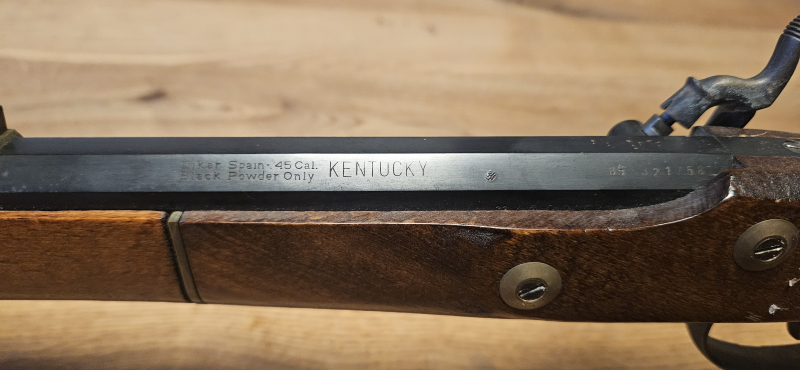 Spain-.45 Cal. KENTUCKY
Black Powder Only